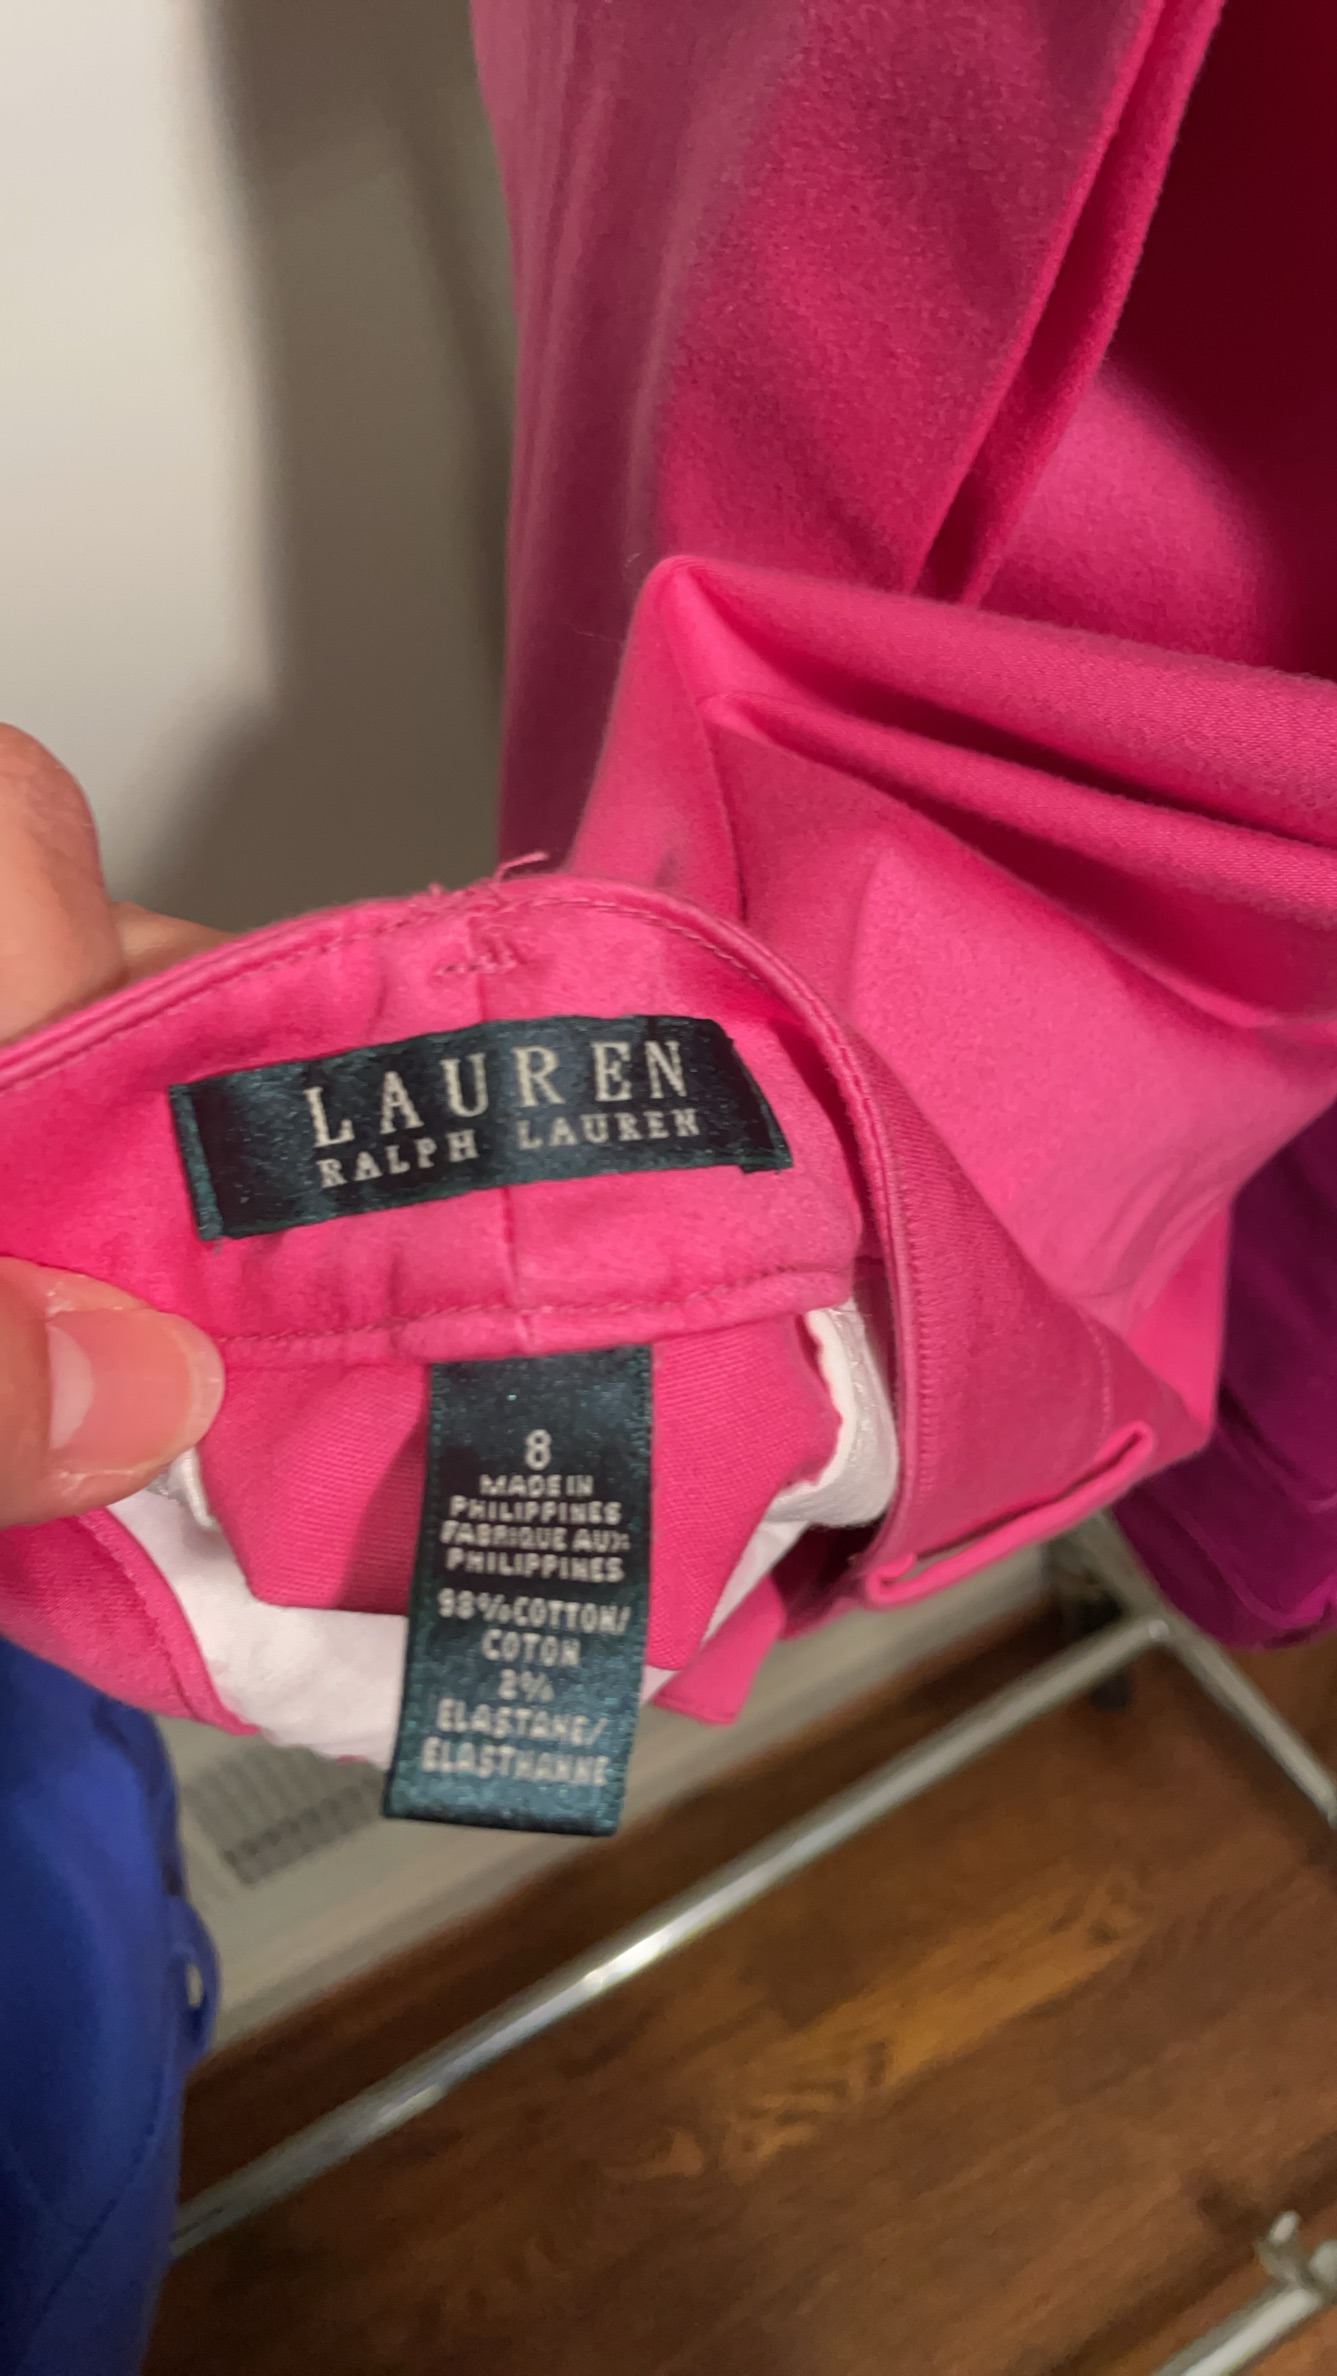 LAUREN
RALPH LAUREN
8
MADE IN
PHILIPPINES
FABRIQUE AUX
PHILIPPINES
98% COTTON/
COTON
2%
ELASTANE/
ELASTHANNE